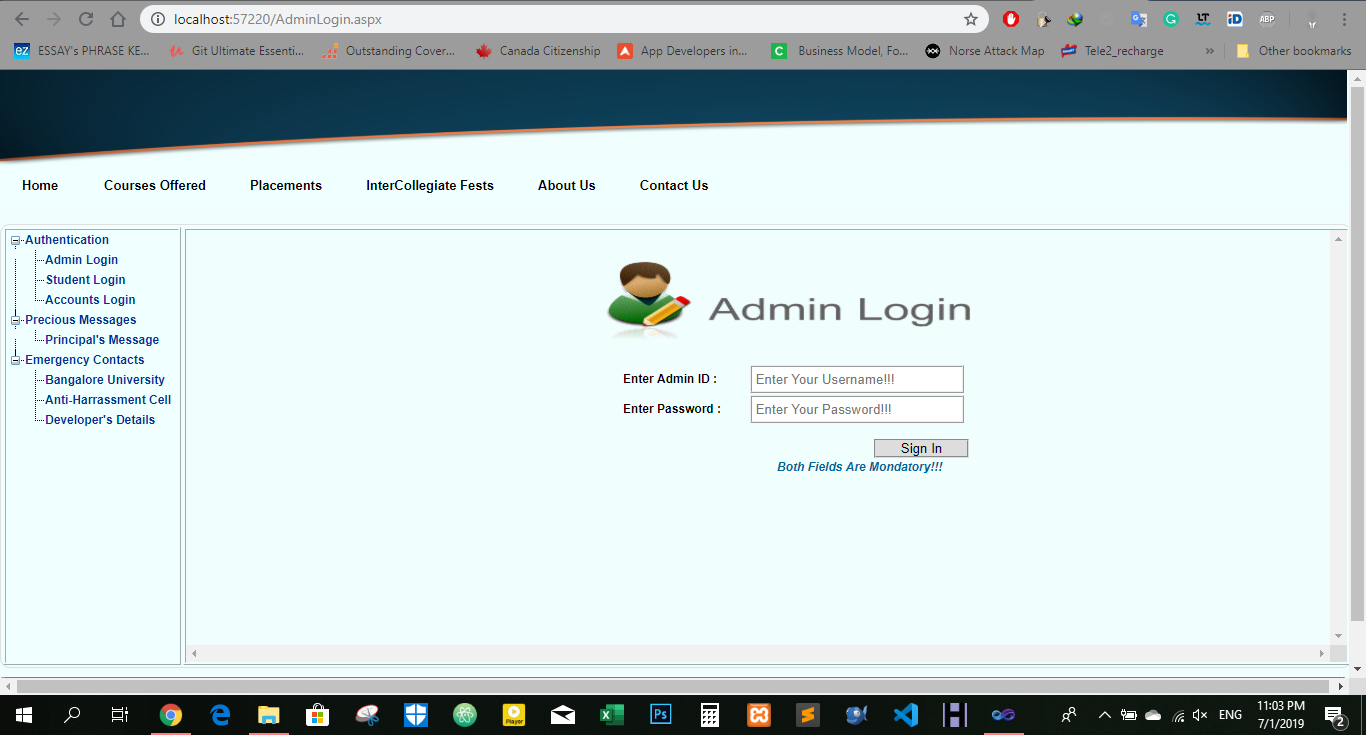 localhost:57220/AdminLogin.aspx
ABP
eZ ESSAY's PHRASE KE... Git Ultimate Essenti... Outstanding Cover... Canada Citizenship App Developers in... C Business Model, Fo... Norse Attack Map Tele2_recharge » Other bookmarks
Home Courses Offered Placements InterCollegiate Fests About Us Contact Us
Authentication
Admin Login
Student Login
Accounts Login
Precious Messages
Principal's Message
Emergency Contacts
Bangalore University
Anti-Harrassment Cell
Developer's Details
Admin Login
Enter Admin ID : Enter Your Username!!!
Enter Password : Enter Your Password!!!
Sign In
Both Fields Are Mondatory!!!
Player Ps ENG 11:03 PM
7/1/2019 2